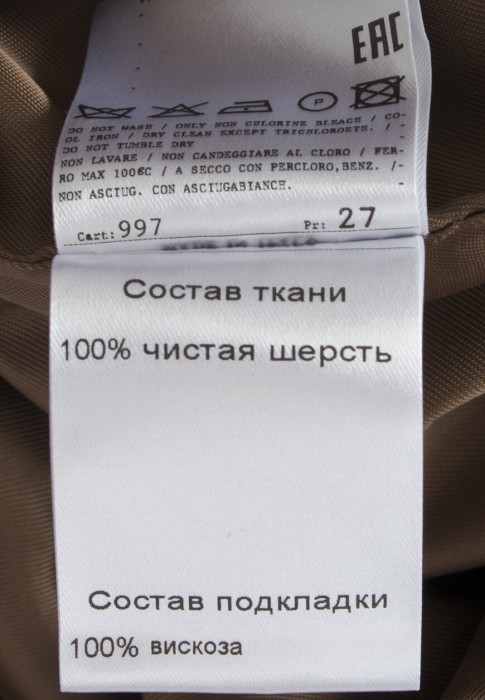 EAC
P
DO NOT WASH / ONLY NON CHLORINE BLEACH / CO-
OL IRON / DRY CLEAN EXCEPT TRICHLOROETE. / -
DO NOT TUMBLE DRY -
NON LAVARE / NON CANDEGGIARE AL CLORO / FER-
RO MAX 1006C / A SECCO CON PERCLORO,BENZ. /-
NON ASCIUG. CON ASCIUGABIANCH. -
Cart: 997 Pr: 27
Состав ткани
100% чистая шерсть
Состав подкладки
100% вискоза